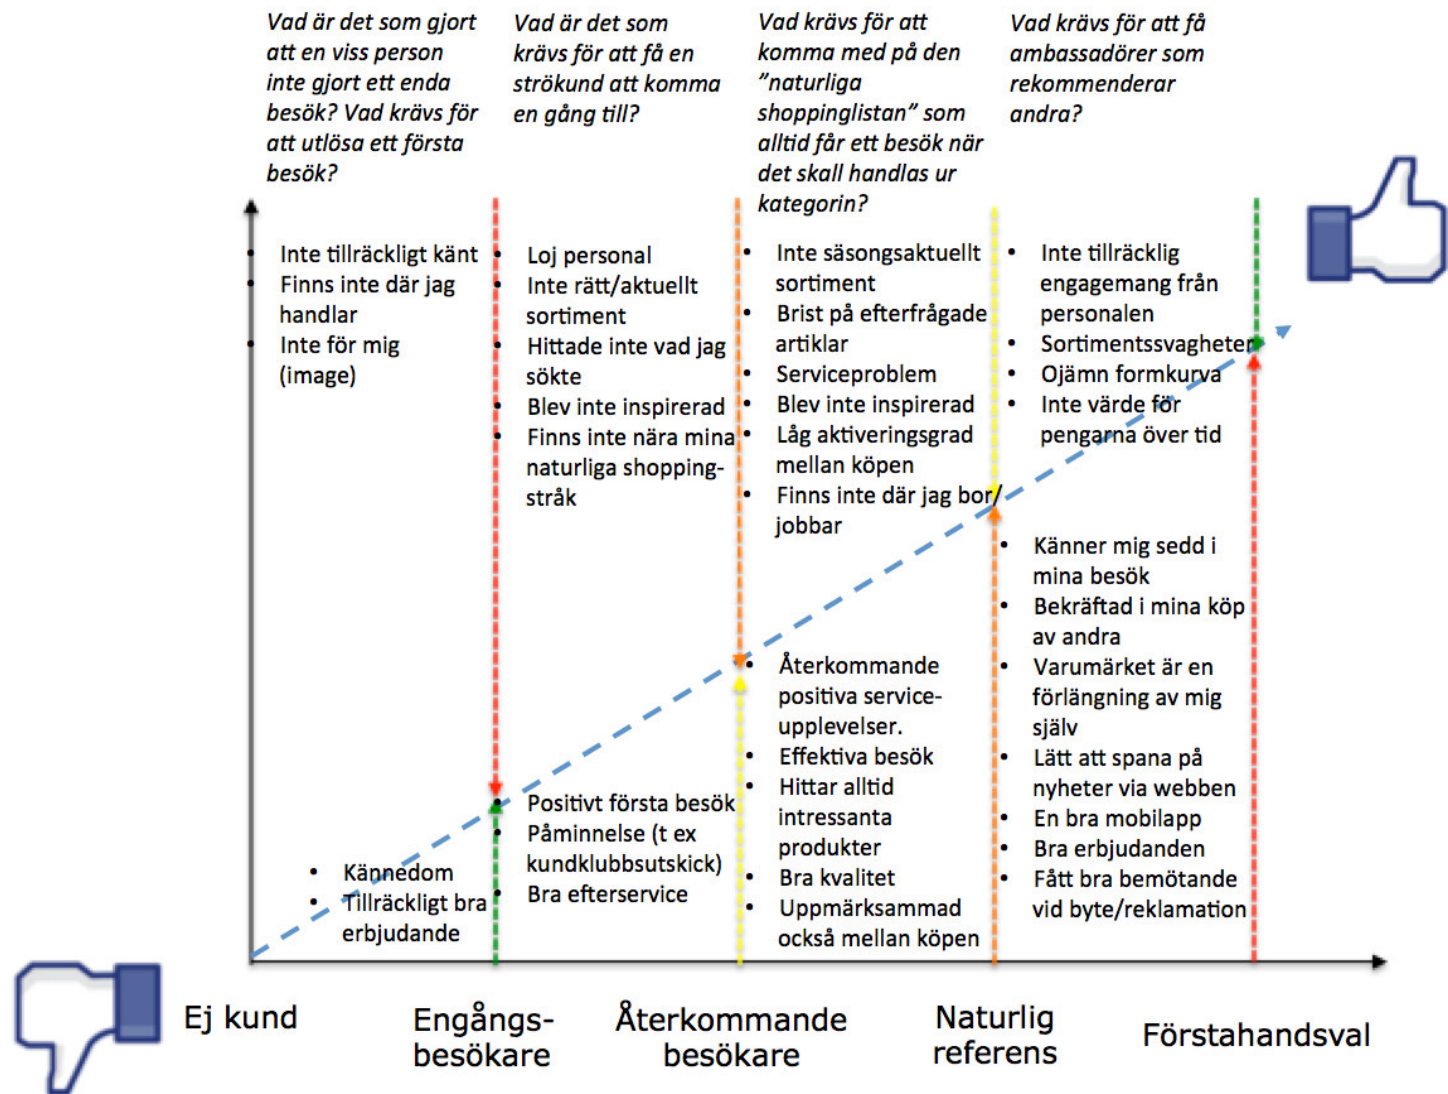 Vad är det som gjort
att en viss person
inte gjort ett enda
besök? Vad krävs för
att utlösa ett första
besök?
Vad är det som
krävs för att få en
strökund att komma
en gång till?
Vad krävs för att
komma med på den
”naturliga
shoppinglistan” som
alltid får ett besök när
det skall handlas ur
kategorin?
Vad krävs för att få
ambassadörer som
rekommenderar
andra?
• Inte tillräckligt känt
• Finns inte där jag
handlar
• Inte för mig
(image)
• Loj personal
• Inte rätt/aktuellt
sortiment
• Hittade inte vad jag
sökte
• Blev inte inspirerad
• Finns inte nära mina
naturliga shopping-
stråk
• Inte säsongsaktuellt
sortiment
• Brist på efterfrågade
artiklar
• Serviceproblem
• Blev inte inspirerad
• Låg aktiveringsgrad
mellan köpen
• Finns inte där jag bor/
jobbar
• Inte tillräcklig
engagemang från
personalen
• Sortimentssvagheter
• Ojämn formkurva
• Inte värde för
pengarna över tid
• Kännedom
• Tillräckligt bra
erbjudande
• Positivt första besök
• Påminnelse (t ex
kundklubbsutskick)
• Bra efterservice
• Återkommande
positiva service-
upplevelser.
• Effektiva besök
• Hittar alltid
intressanta
produkter
• Bra kvalitet
• Uppmärksammad
också mellan köpen
• Känner mig sedd i
mina besök
• Bekräftad i mina köp
av andra
• Varumärket är en
förlängning av mig
själv
• Lätt att spana på
nyheter via webben
• En bra mobilapp
• Bra erbjudanden
• Fått bra bemötande
vid byte/reklamation
Ej kund
Engångs-
besökare
Återkommande
besökare
Naturlig
referens
Förstahandsval